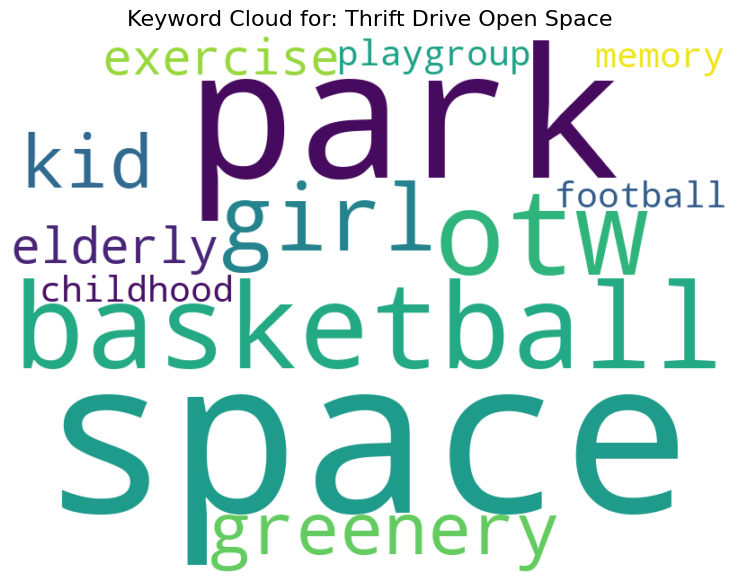 Keyword Cloud for: Thrift Drive Open Space
exercise playgroup memory
park
kid
girl football
elderly otw
childhood
basketball
space
greenery